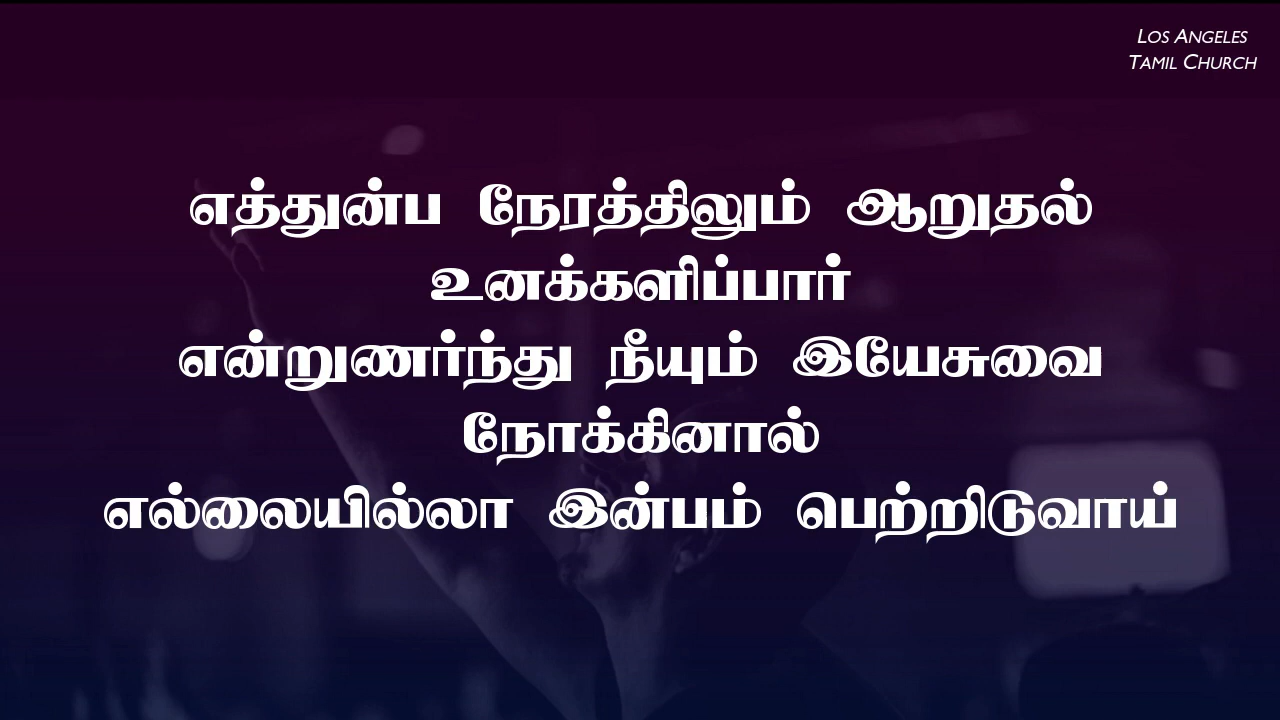 Los Angeles
Tamil Church
எத்துன்ப நேரத்திலும் ஆறுதல்
உனக்களிப்பார்
என்றுணர்ந்து நீயும் இயேசுவை
நோக்கினால்
எல்லையில்லா இன்பம் பெற்றிடுவாய்